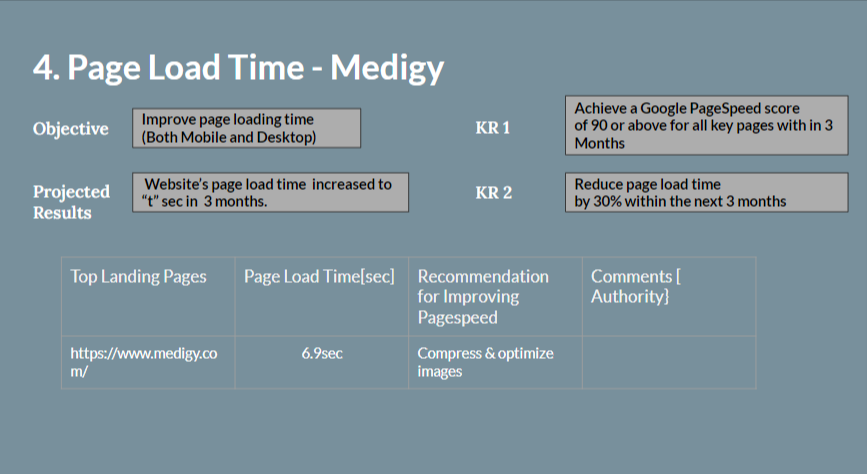 4. Page Load Time - Medigy
Objective
Improve page loading time
(Both Mobile and Desktop)
KR 1
Achieve a Google PageSpeed score
of 90 or above for all key pages with in 3
Months
Projected
Results
Website's page load time increased to
“t” sec in 3 months.
KR 2
Reduce page load time
by 30% within the next 3 months
Top Landing Pages
Page Load Time[sec]
Recommendation
for Improving
Pagespeed
Comments [
Authority}
https://www.medigy.co
m/
6.9sec
Compress & optimize
images